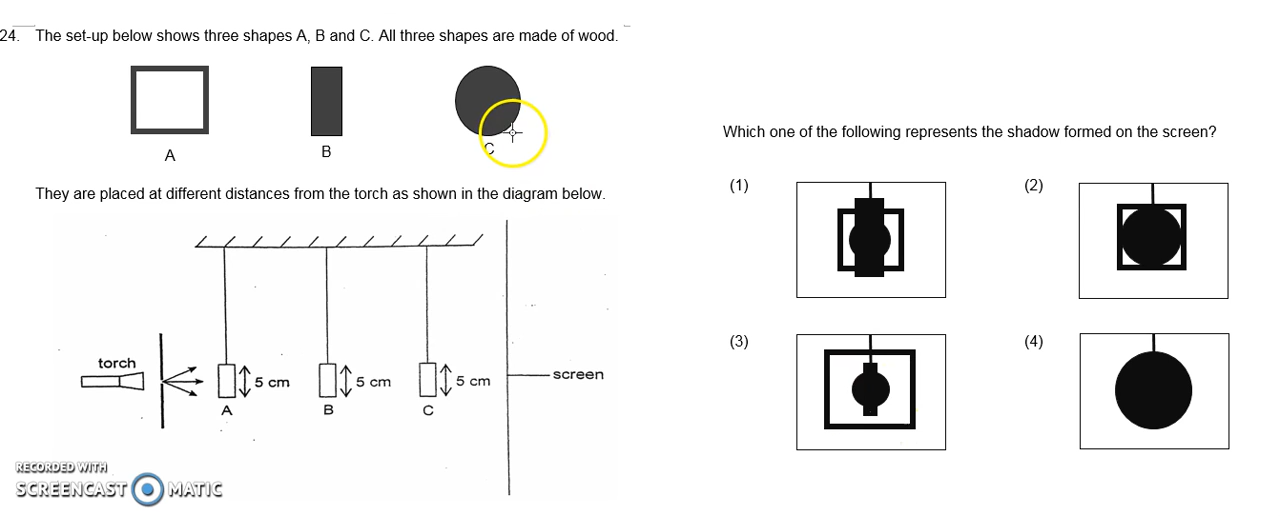 24. The set-up below shows three shapes A, B and C. All three shapes are made of wood.
A
B
C
They are placed at different distances from the torch as shown in the diagram below.
torch
5 cm
5 cm
5 cm
screen
A
B
C
Which one of the following represents the shadow formed on the screen?
(1)
(2)
(3)
(4)
RECORDED WITH
SCREENCAST MATIC